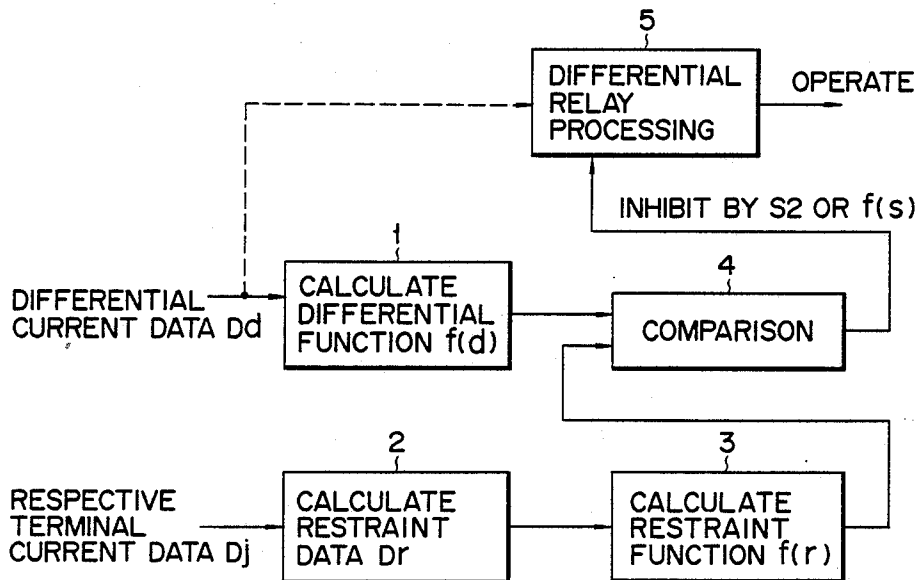 5
DIFFERENTIAL
RELAY
PROCESSING
OPERATE
INHIBIT BY S2 OR f(s)
1
DIFFERENTIAL
CURRENT DATA Dd
CALCULATE
DIFFERENTIAL
FUNCTION f(d)
4
COMPARISON
2
RESPECTIVE
TERMINAL
CURRENT DATA Dj
CALCULATE
RESTRAINT
DATA Dr
3
CALCULATE
RESTRAINT
FUNCTION f(r)